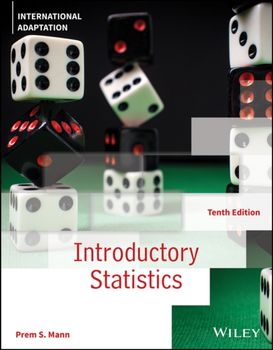 INTERNATIONAL
ADAPTATION
Tenth Edition
Introductory
Statistics
Prem S. Mann
WILEY